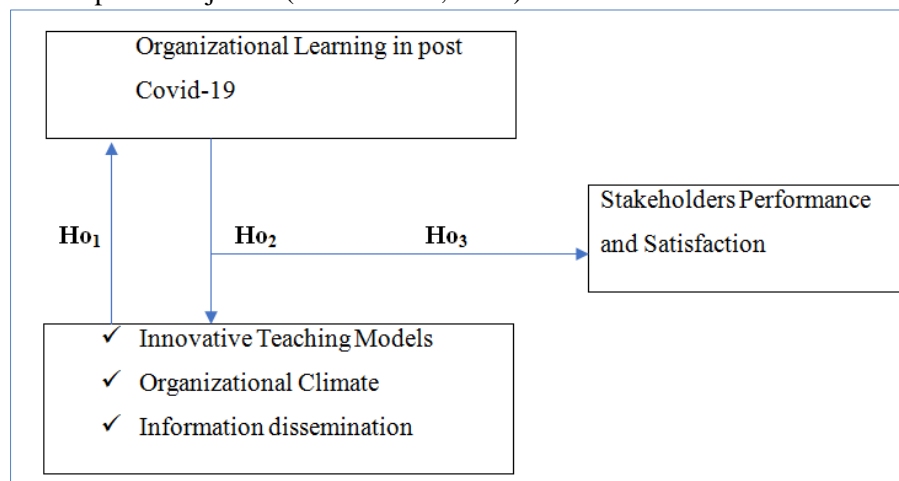 Organizational Learning in post
Covid-19
Stakeholders Performance
and Satisfaction
Ho₁
Ho₂
Ho₃
✓ Innovative Teaching Models
✓ Organizational Climate
✓ Information dissemination